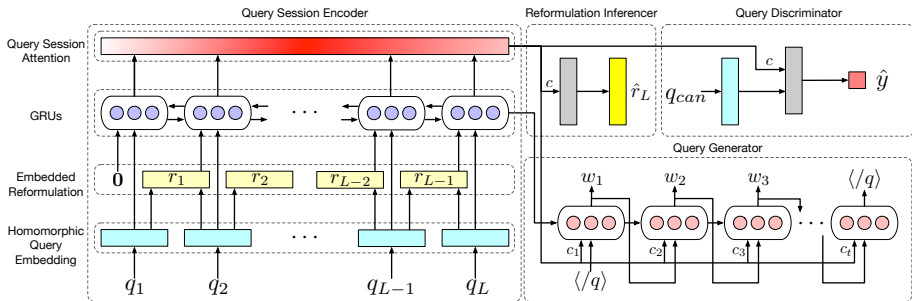 Query Session Encoder
Reformulation Inferencer
Query Discriminator
Query Session
Attention
c
r̂_L
q_can
c
ŷ
GRUs
· · ·
Query Generator
0
Embedded
Reformulation
r_1
r_2
r_{L-2}
r_{L-1}
w_1
w_2
w_3
⟨/q⟩
· · ·
Homomorphic
Query
Embedding
· · ·
c_1
c_2
c_3
c_t
⟨/q⟩
q_1
q_2
q_{L-1}
q_L